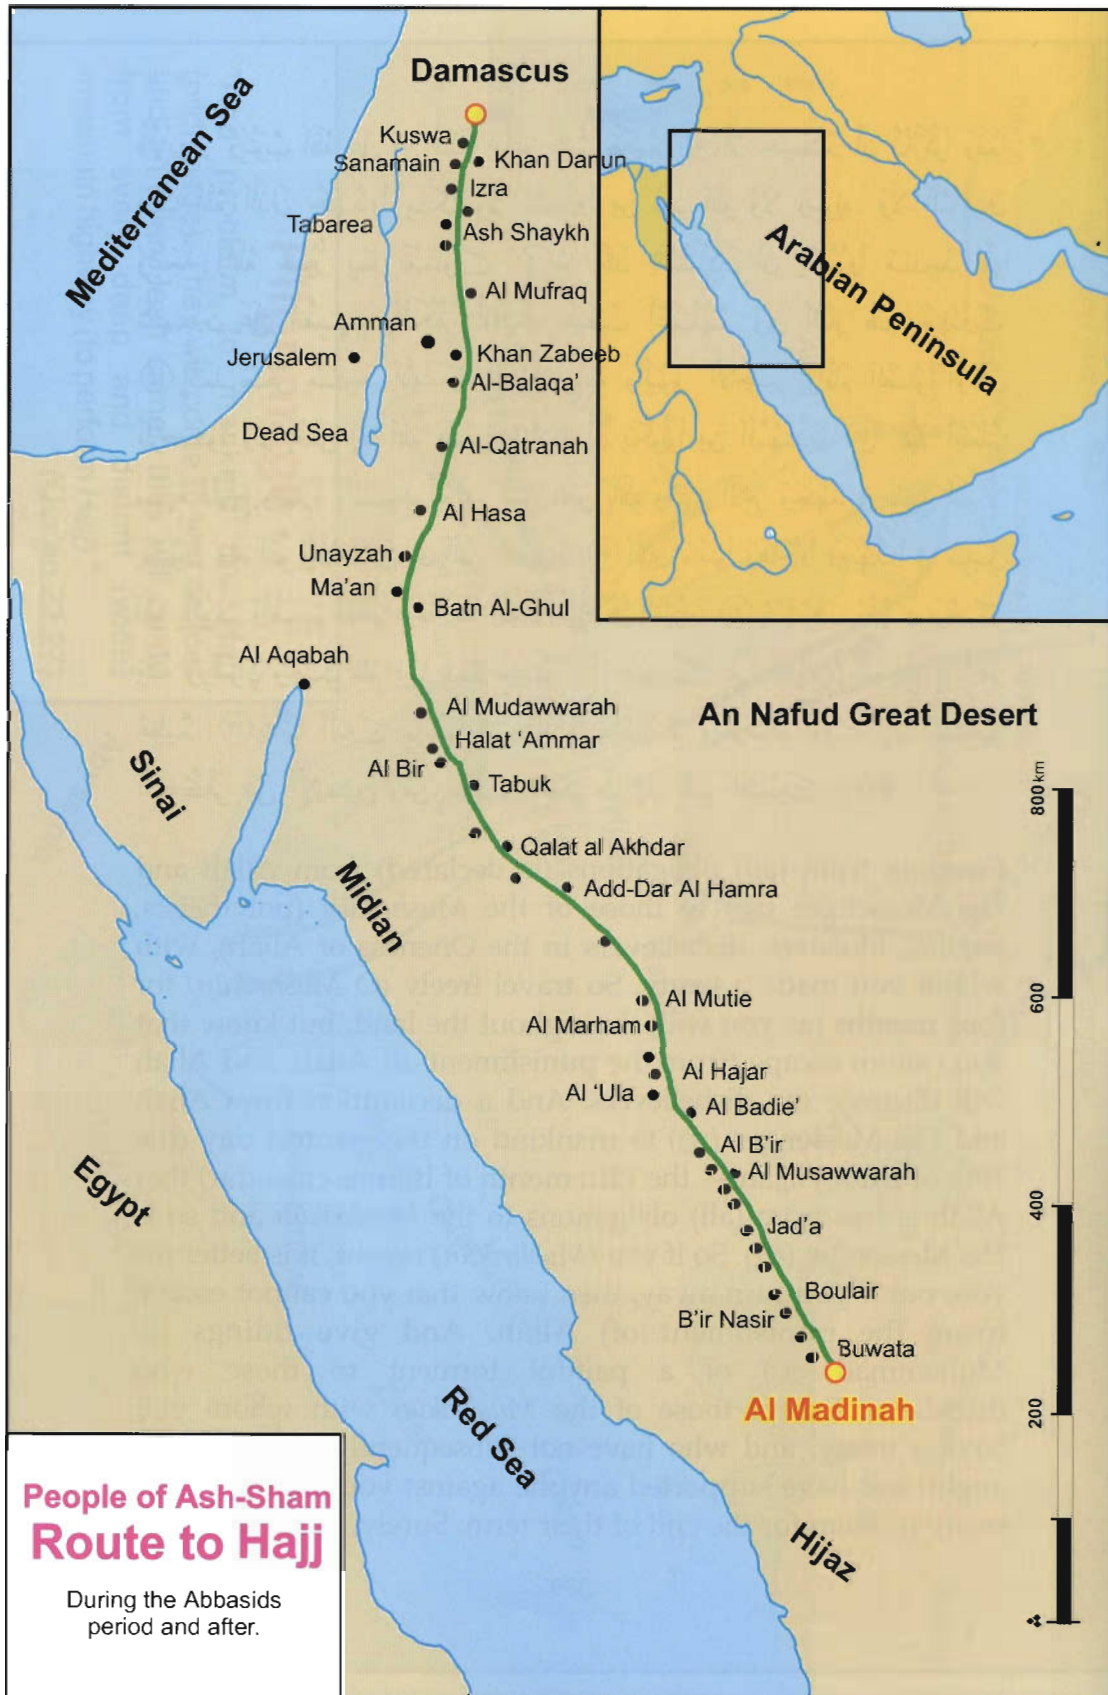 Damascus
Mediterranean Sea
Kuswa
Sanamain
Khan Danun
Izra
Tabarea
Ash Shaykh
Al Mufraq
Amman
Jerusalem
Khan Zabeeb
Al-Balaqa’
Dead Sea
Al-Qatranah
Al Hasa
Unayzah
Ma’an
Batn Al-Ghul
Al Aqabah
Al Mudawwarah
Halat ‘Ammar
Al Bir
Tabuk
Sinai
Midian
Qalat al Akhdar
Add-Dar Al Hamra
Al Mutie
Al Marham
Al Hajar
Al ‘Ula
Al Badie’
Al B’ir
Al Musawwarah
Jad’a
Boulair
B’ir Nasir
Buwata
Al Madinah
Egypt
Red Sea
Hijaz
Arabian Peninsula
An Nafud Great Desert
800 km
600
400
200
People of Ash-Sham
Route to Hajj
During the Abbasids
period and after.